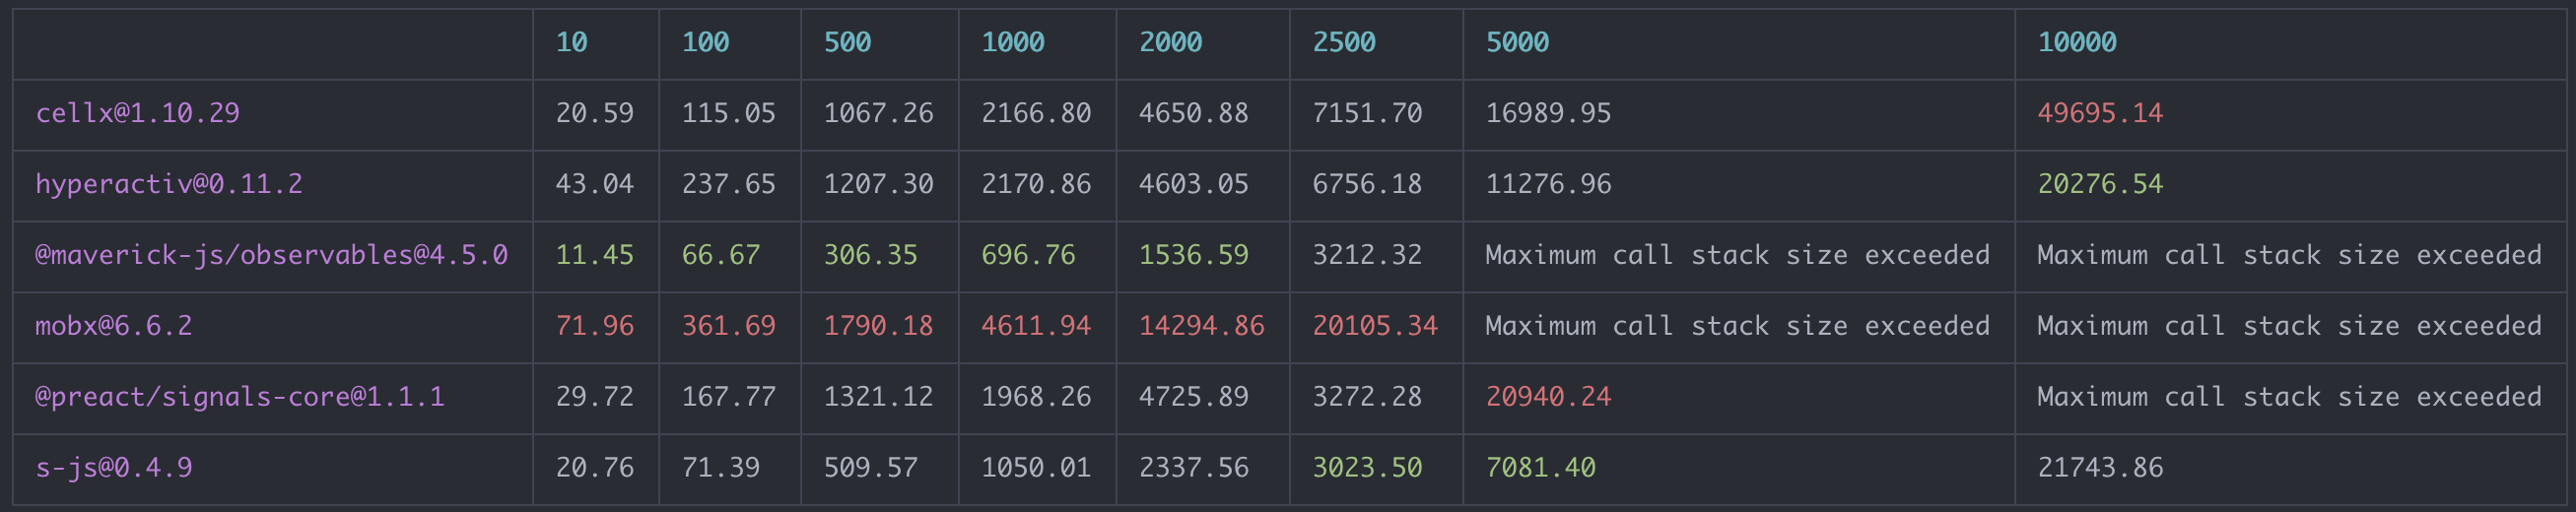 10 100 500 1000 2000 2500 5000 10000
cellx@1.10.29 20.59 115.05 1067.26 2166.80 4650.88 7151.70 16989.95 49695.14
hyperactiv@0.11.2 43.04 237.65 1207.30 2170.86 4603.05 6756.18 11276.96 20276.54
@maverick-js/observables@4.5.0 11.45 66.67 306.35 696.76 1536.59 3212.32 Maximum call stack size exceeded Maximum call stack size exceeded
mobx@6.6.2 71.96 361.69 1790.18 4611.94 14294.86 20105.34 Maximum call stack size exceeded Maximum call stack size exceeded
@preact/signals-core@1.1.1 29.72 167.77 1321.12 1968.26 4725.89 3272.28 20940.24 Maximum call stack size exceeded
s-js@0.4.9 20.76 71.39 509.57 1050.01 2337.56 3023.50 7081.40 21743.86